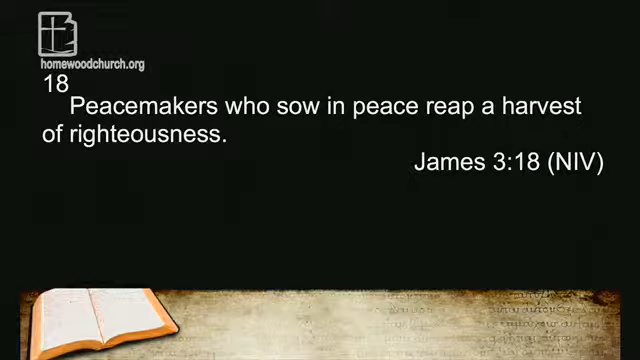 homewoodchurch.org
18
Peacemakers who sow in peace reap a harvest
of righteousness.
James 3:18 (NIV)